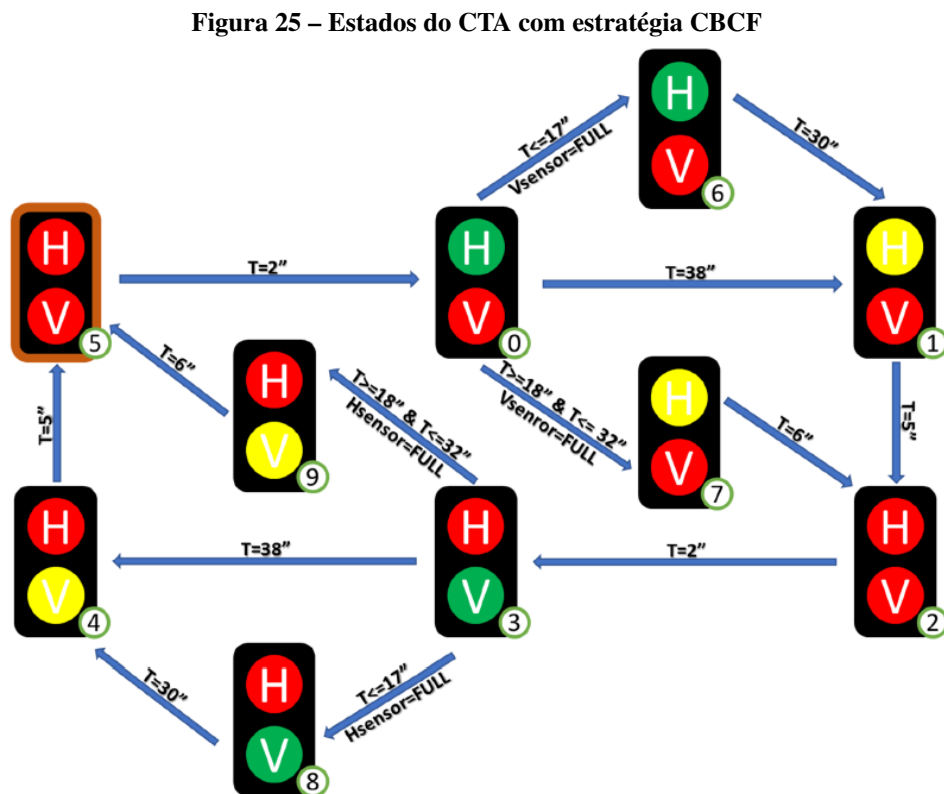 Figura 25 – Estados do CTA com estratégia CBCF
H
V
6
T<=17”
Vsensor=FULL
T=30”
H
V
5
T=2”
H
V
0
T=38”
H
V
1
T=6”
H
V
9
T>=18” & T<=32”
Hsensor=FULL
T>=18” & T<= 32”
Vsenror=FULL
H
V
7
T=6”
T=5”
T=5”
H
V
4
T=38”
H
V
3
T=2”
H
V
2
T=30”
H
V
8
T<=17”
Hsensor=FULL